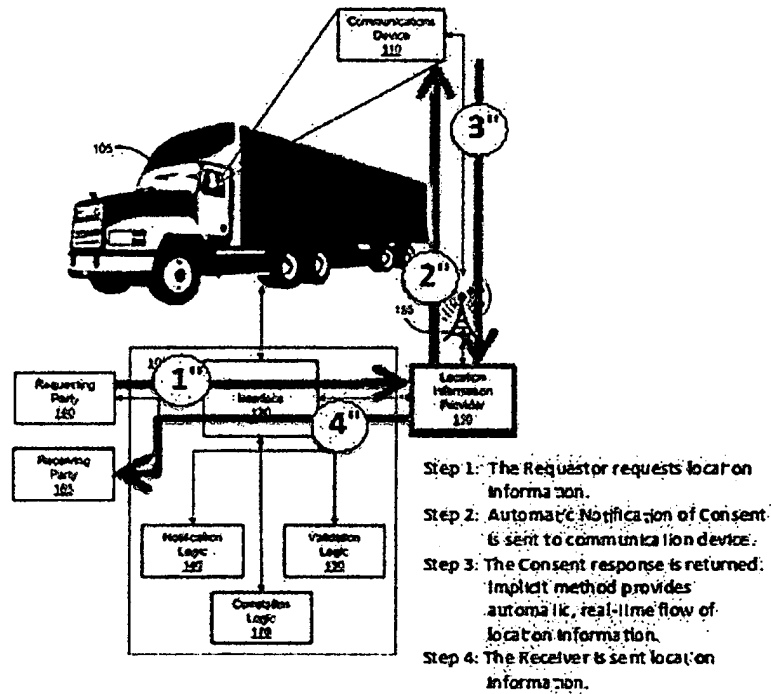 Communications
Device
110
105
3"
2"
155
1"
4"
Requesting
Party
160
Interface
120
Location
Information
Provider
150
Receiving
Party
165
Notification
Logic
140
Validation
Logic
130
Correlation
Logic
170
Step 1: The Requestor requests location
Information.
Step 2: Automatic Notification of Consent
is sent to communication device.
Step 3: The Consent response is returned.
Implicit method provides
automatic, real-time flow of
location information.
Step 4: The Receiver is sent location
Information.